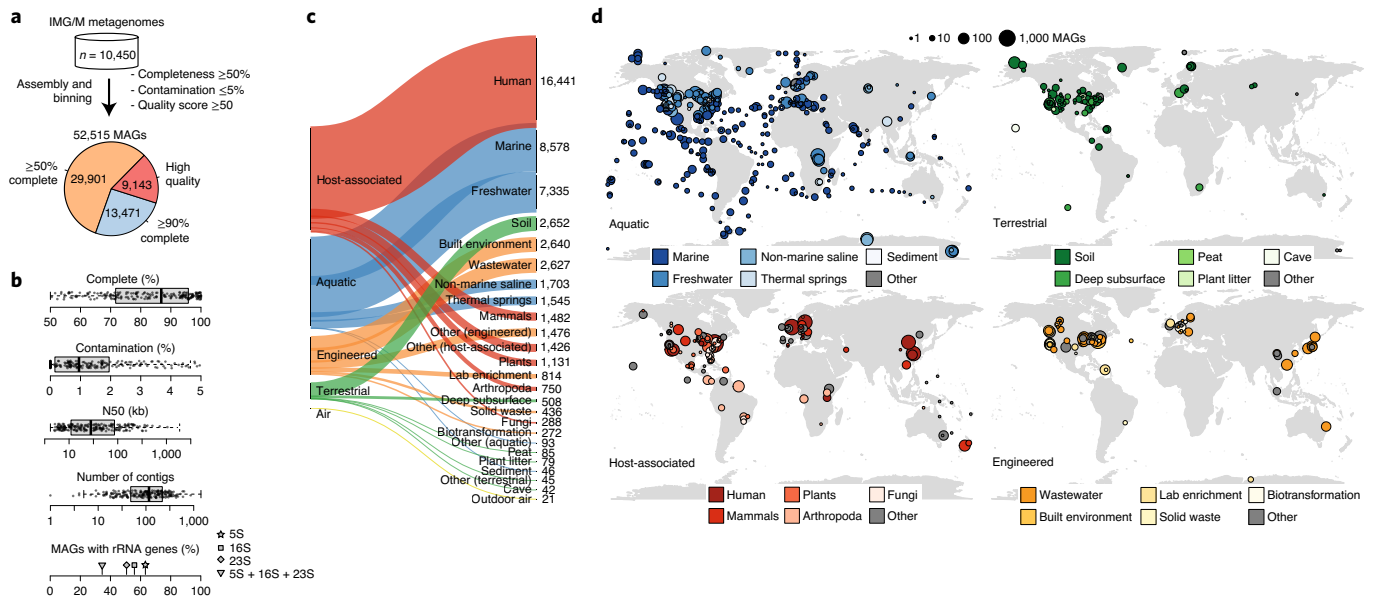 a
IMG/M metagenomes
n = 10,450
Assembly and
binning
- Completeness ≥50%
- Contamination ≤5%
- Quality score ≥50
52,515 MAGs
≥50%
complete
29,901
9,143
High
quality
13,471
≥90%
complete
b
Complete (%)
50 60 70 80 90 100
Contamination (%)
0 1 2 3 4 5
N50 (kb)
10 100 1,000
Number of contigs
1 10 100 1,000
MAGs with rRNA genes (%)
5S
16S
23S
5S + 16S + 23S
0 20 40 60 80 100
c
Host-associated
Aquatic
Engineered
Terrestrial
Air
Human 16,441
Marine 8,578
Freshwater 7,335
Soil 2,652
Built environment 2,640
Wastewater 2,627
Non-marine saline 1,703
Thermal springs 1,545
Mammals 1,482
Other (engineered) 1,476
Other (host-associated) 1,426
Plants 1,131
Lab enrichment 814
Arthropoda 750
Deep subsurface 508
Solid waste 436
Fungi 288
Biotransformation 272
Other (aquatic) 93
Peat 85
Plant litter 79
Sediment 46
Other (terrestrial) 45
Cave 42
Outdoor air 21
d
1 10 100 1,000 MAGs
Aquatic
Marine Non-marine saline Sediment
Freshwater Thermal springs Other
Terrestrial
Soil Peat Cave
Deep subsurface Plant litter Other
Host-associated
Human Plants Fungi
Mammals Arthropoda Other
Engineered
Wastewater Lab enrichment Biotransformation
Built environment Solid waste Other